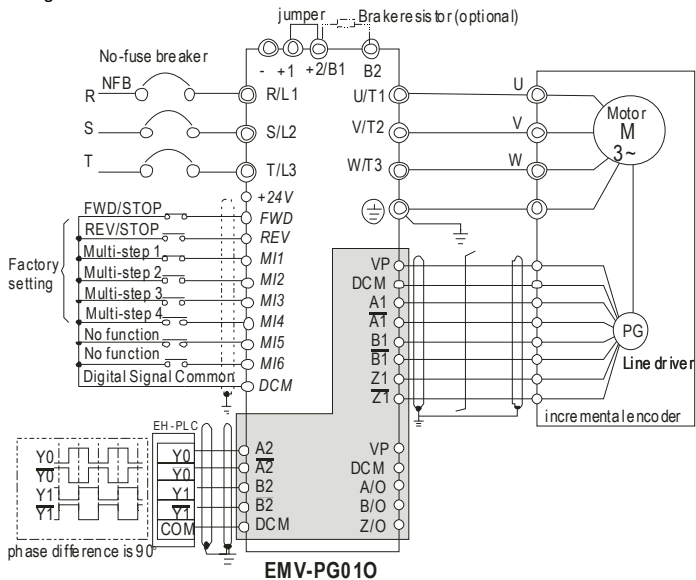 jumper
Brakeresistor (optional)
No-fuse breaker
- +1 +2/B1 B2
NFB
R R/L1 U/T1 U
S S/L2 V/T2 V
T T/L3 W/T3 W
Motor
M
3~
+24V
FWD/STOP FWD
REV/STOP REV
Multi-step 1 MI1
Multi-step 2 MI2
Multi-step 3 MI3
Multi-step 4 MI4
Factory
setting
No function MI5
No function MI6
Digital Signal Common DCM
VP
DCM
A1
A1
B1
B1
Z1
Z1
PG
Line driver
incremental encoder
EH-PLC
Y0 A2
Y0 A2
Y1 B2
Y1 B2
COM DCM
Y0
Y0
Y1
Y1
phase difference is 90°
VP
DCM
A/O
B/O
Z/O
EMV-PG01O